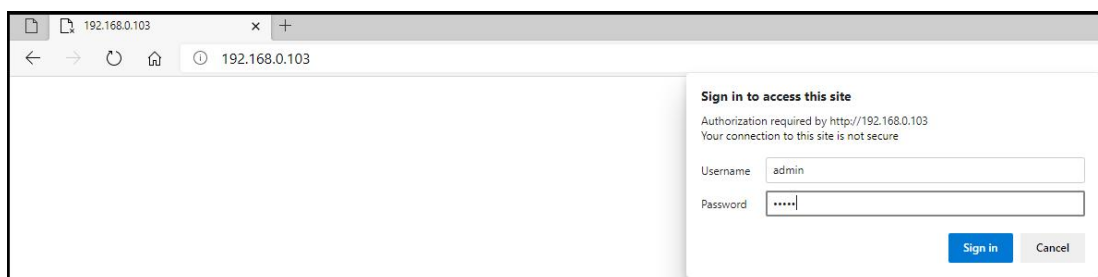 192.168.0.103
192.168.0.103
Sign in to access this site
Authorization required by http://192.168.0.103
Your connection to this site is not secure
Username admin
Password •••••
Sign in Cancel